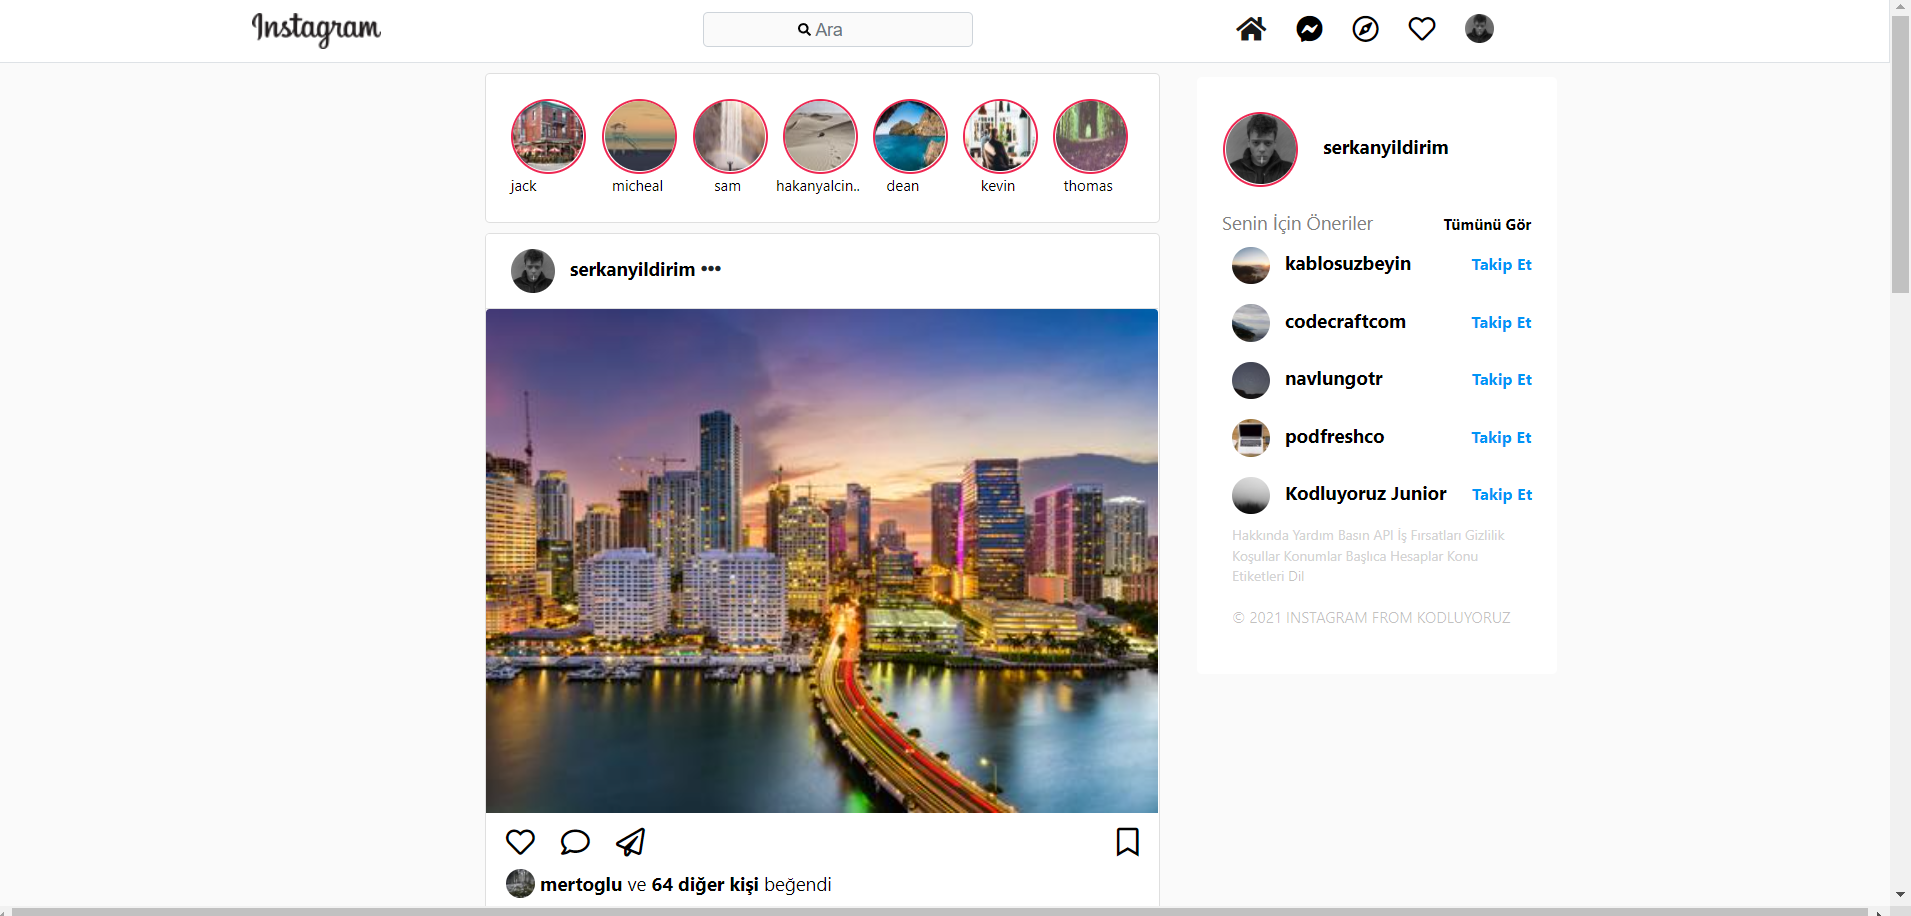 Instagram
Ara
jack micheal sam hakanyalcin.. dean kevin thomas
serkanyildirim •••
mertoglu ve 64 diğer kişi beğendi
serkanyildirim
Senin İçin Öneriler Tümünü Gör
kablosuzbeyin Takip Et
codecraftcom Takip Et
navlungotr Takip Et
podfreshco Takip Et
Kodluyoruz Junior Takip Et
Hakkında Yardım Basın API İş Fırsatları Gizlilik
Koşullar Konumlar Başlıca Hesaplar Konu
Etiketleri Dil
© 2021 INSTAGRAM FROM KODLUYORUZ